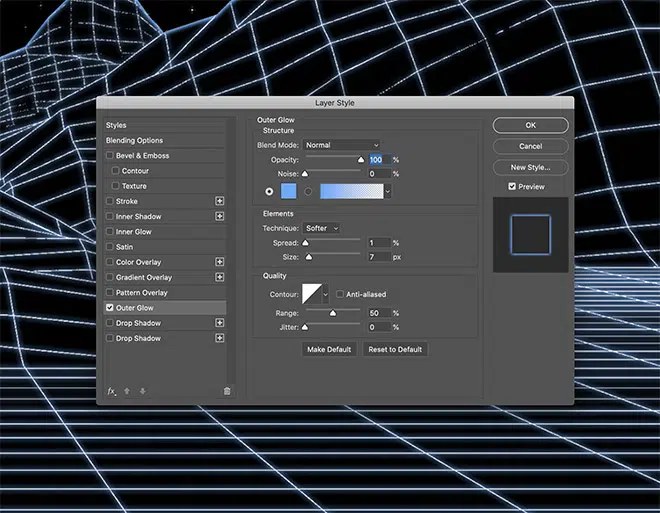 Layer Style
Styles
Blending Options
Bevel & Emboss
Contour
Texture
Stroke
Inner Shadow
Inner Glow
Satin
Color Overlay
Gradient Overlay
Pattern Overlay
Outer Glow
Drop Shadow
Drop Shadow
fx
Outer Glow
Structure
Blend Mode: Normal
Opacity: 100 %
Noise: 0 %
Elements
Technique: Softer
Spread: 1 %
Size: 7 px
Quality
Contour: Anti-aliased
Range: 50 %
Jitter: 0 %
Make Default Reset to Default
OK
Cancel
New Style...
Preview